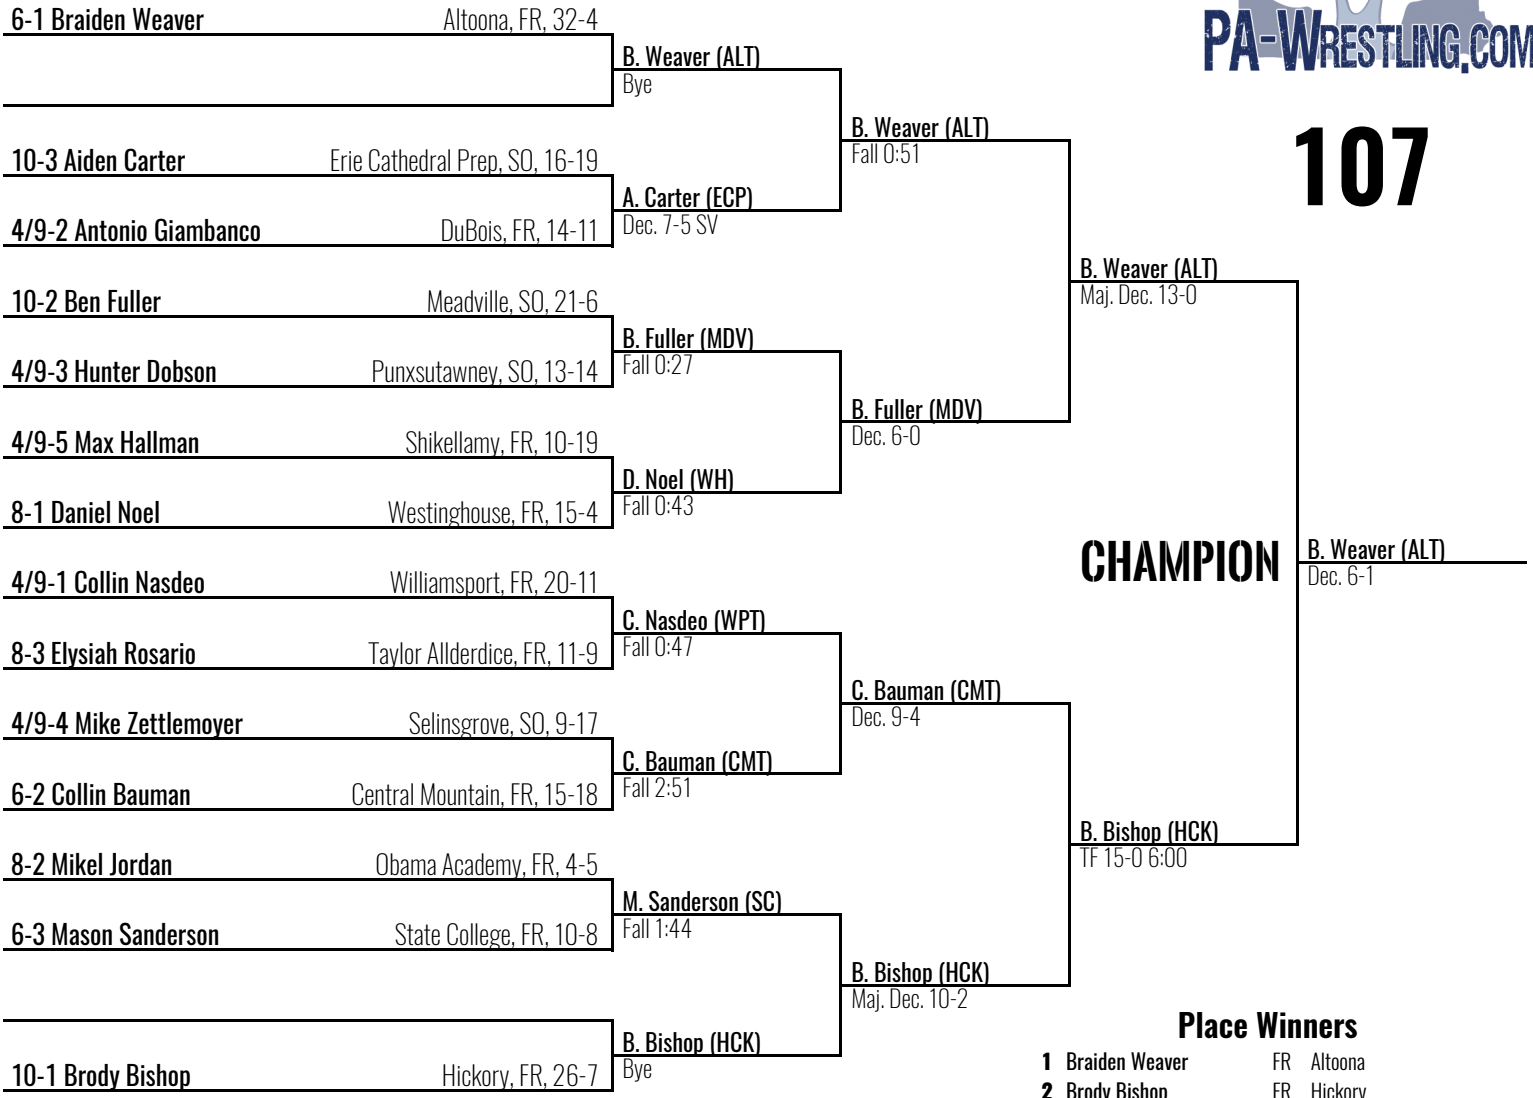 PA-WRESTLING.COM
107
6-1 Braiden Weaver Altoona, FR, 32-4
B. Weaver (ALT)
Bye
B. Weaver (ALT)
Fall 0:51
10-3 Aiden Carter Erie Cathedral Prep, SO, 16-19
A. Carter (ECP)
Dec. 7-5 SV
4/9-2 Antonio Giambanco DuBois, FR, 14-11
B. Weaver (ALT)
Maj. Dec. 13-0
10-2 Ben Fuller Meadville, SO, 21-6
B. Fuller (MDV)
Fall 0:27
4/9-3 Hunter Dobson Punxsutawney, SO, 13-14
B. Fuller (MDV)
Dec. 6-0
4/9-5 Max Hallman Shikellamy, FR, 10-19
D. Noel (WH)
Fall 0:43
8-1 Daniel Noel Westinghouse, FR, 15-4
CHAMPION
B. Weaver (ALT)
Dec. 6-1
4/9-1 Collin Nasdeo Williamsport, FR, 20-11
C. Nasdeo (WPT)
Fall 0:47
8-3 Elysiah Rosario Taylor Allderdice, FR, 11-9
C. Bauman (CMT)
Dec. 9-4
4/9-4 Mike Zettlemoyer Selinsgrove, SO, 9-17
C. Bauman (CMT)
Fall 2:51
6-2 Collin Bauman Central Mountain, FR, 15-18
B. Bishop (HCK)
TF 15-0 6:00
8-2 Mikel Jordan Obama Academy, FR, 4-5
M. Sanderson (SC)
Fall 1:44
6-3 Mason Sanderson State College, FR, 10-8
B. Bishop (HCK)
Maj. Dec. 10-2
B. Bishop (HCK)
Bye
10-1 Brody Bishop Hickory, FR, 26-7
Place Winners
1 Braiden Weaver FR Altoona
2 Brody Bishop FR Hickory